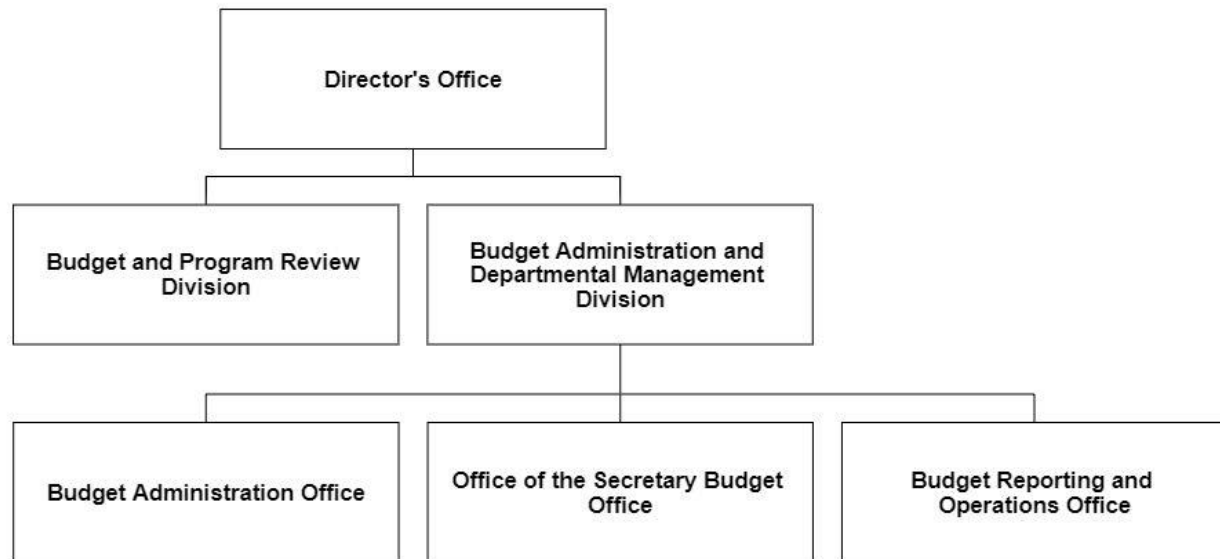 Director's Office
Budget and Program Review
Division
Budget Administration and
Departmental Management
Division
Budget Administration Office
Office of the Secretary Budget
Office
Budget Reporting and
Operations Office